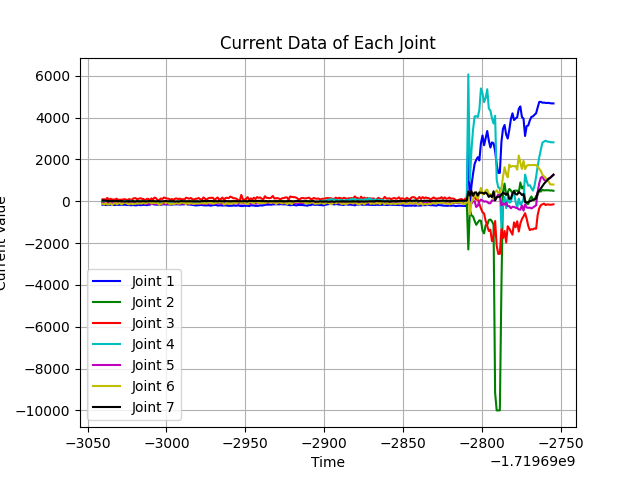 Current Data of Each Joint
6000
4000
2000
0
−2000
−4000
−6000
−8000
−10000
Current Value
Joint 1
Joint 2
Joint 3
Joint 4
Joint 5
Joint 6
Joint 7
−3050 −3000 −2950 −2900 −2850 −2800 −2750
Time
−1.71969e9